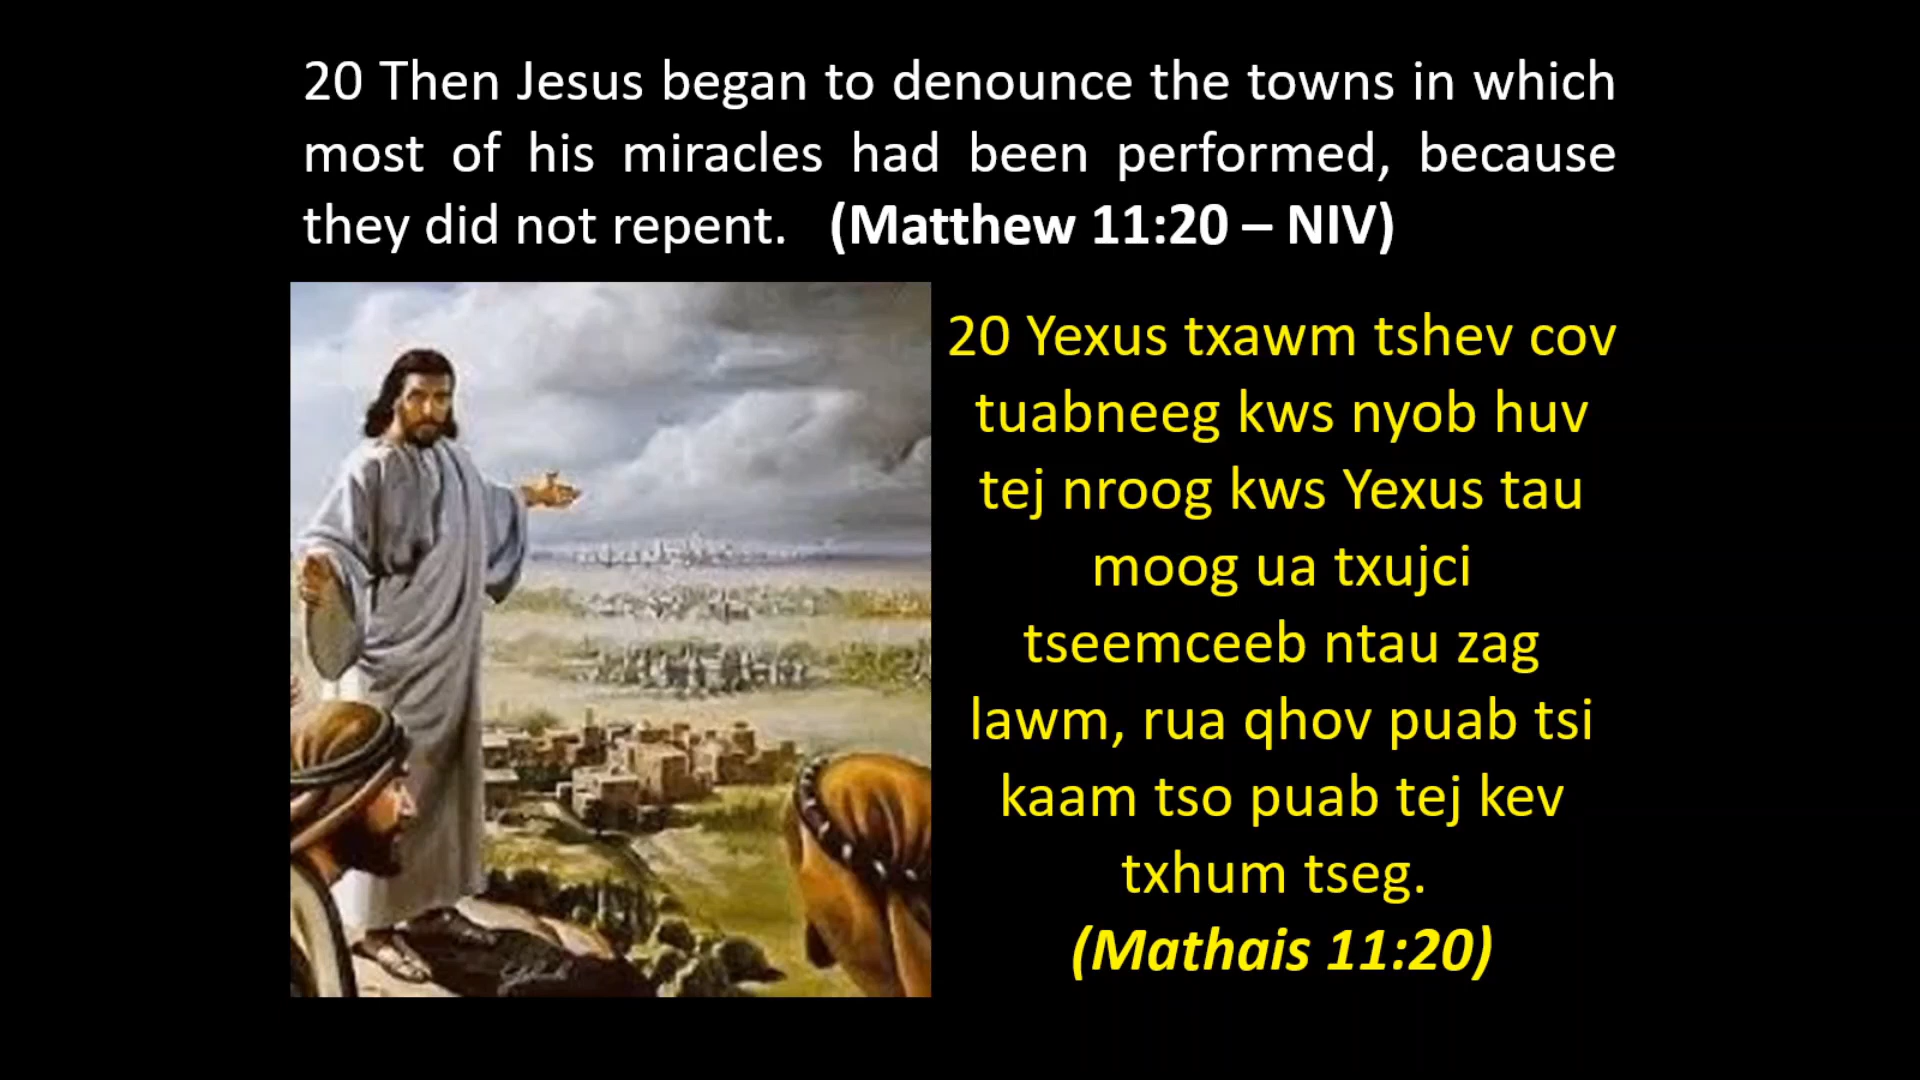 20 Then Jesus began to denounce the towns in which
most of his miracles had been performed, because
they did not repent. (Matthew 11:20 – NIV)
20 Yexus txawm tshev cov
tuabneeg kws nyob huv
tej nroog kws Yexus tau
moog ua txujci
tseemceeb ntau zag
lawm, rua qhov puab tsi
kaam tso puab tej kev
txhum tseg.
(Mathais 11:20)